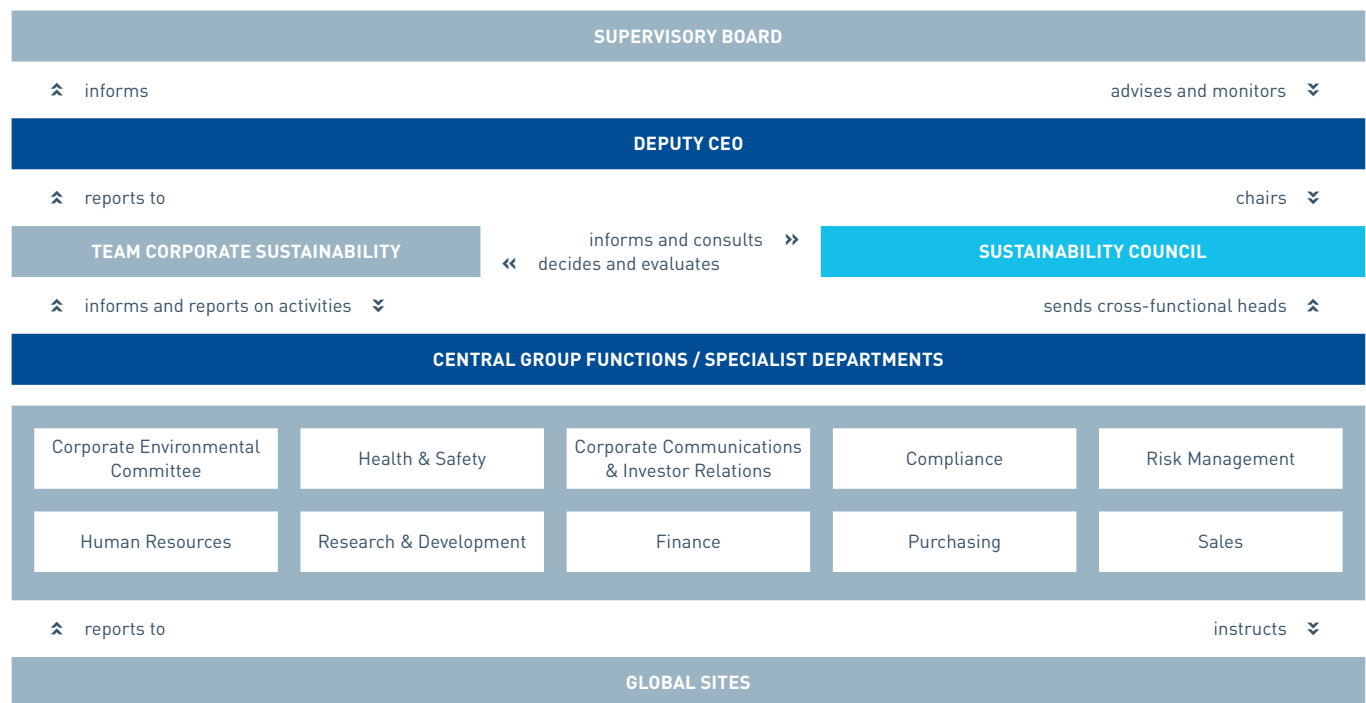 SUPERVISORY BOARD
informs
advises and monitors
DEPUTY CEO
reports to
chairs
TEAM CORPORATE SUSTAINABILITY
informs and consults
decides and evaluates
SUSTAINABILITY COUNCIL
informs and reports on activities
sends cross-functional heads
CENTRAL GROUP FUNCTIONS / SPECIALIST DEPARTMENTS
Corporate Environmental
Committee
Health & Safety
Corporate Communications
& Investor Relations
Compliance
Risk Management
Human Resources
Research & Development
Finance
Purchasing
Sales
reports to
instructs
GLOBAL SITES